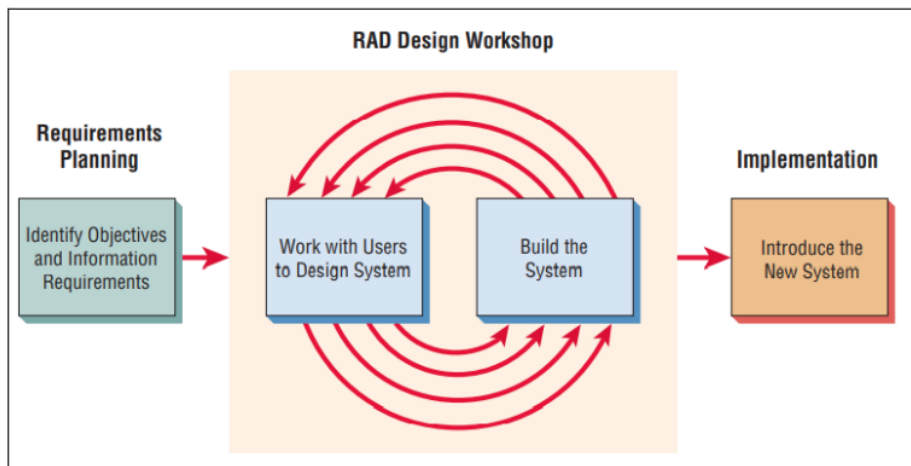 RAD Design Workshop
Requirements
Planning
Identify Objectives
and Information
Requirements
Work with Users
to Design System
Build the
System
Implementation
Introduce the
New System